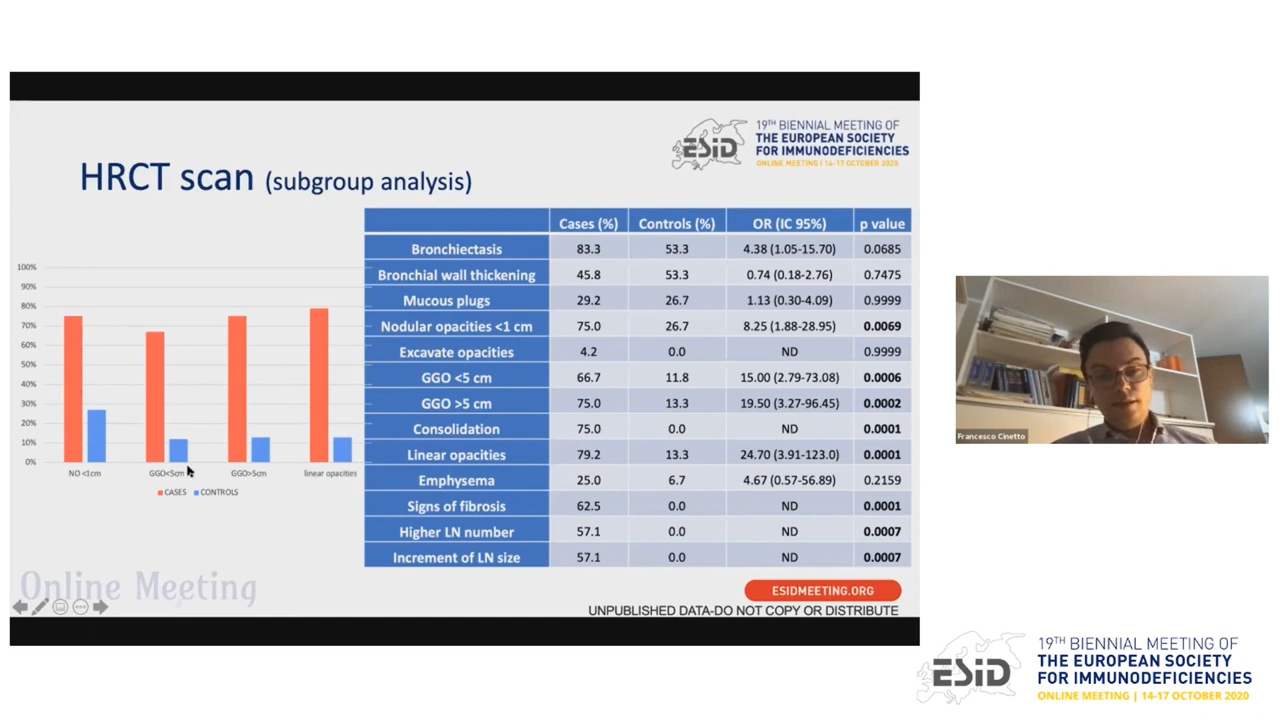 19TH BIENNIAL MEETING OF
THE EUROPEAN SOCIETY
FOR IMMUNODEFICIENCIES
ONLINE MEETING | 14-17 OCTOBER 2020
ESID
HRCT scan (subgroup analysis)
Cases (%) Controls (%) OR (IC 95%) p value
Bronchiectasis 83.3 53.3 4.38 (1.05-15.70) 0.0685
Bronchial wall thickening 45.8 53.3 0.74 (0.18-2.76) 0.7475
Mucous plugs 29.2 26.7 1.13 (0.30-4.09) 0.9999
Nodular opacities <1 cm 75.0 26.7 8.25 (1.88-28.95) 0.0069
Excavate opacities 4.2 0.0 ND 0.9999
GGO <5 cm 66.7 11.8 15.00 (2.79-73.08) 0.0006
GGO >5 cm 75.0 13.3 19.50 (3.27-96.45) 0.0002
Consolidation 75.0 0.0 ND 0.0001
Linear opacities 79.2 13.3 24.70 (3.91-123.0) 0.0001
Emphysema 25.0 6.7 4.67 (0.57-56.89) 0.2159
Signs of fibrosis 62.5 0.0 ND 0.0001
Higher LN number 57.1 0.0 ND 0.0007
Increment of LN size 57.1 0.0 ND 0.0007
100%
90%
80%
70%
60%
50%
40%
30%
20%
10%
0%
NO <1cm GGO<5cm GGO>5cm linear opacities
CASES CONTROLS
Online Meeting
ESIDMEETING.ORG
UNPUBLISHED DATA-DO NOT COPY OR DISTRIBUTE
Francesco Cinetto
ESID
19TH BIENNIAL MEETING OF
THE EUROPEAN SOCIETY
FOR IMMUNODEFICIENCIES
ONLINE MEETING | 14-17 OCTOBER 2020